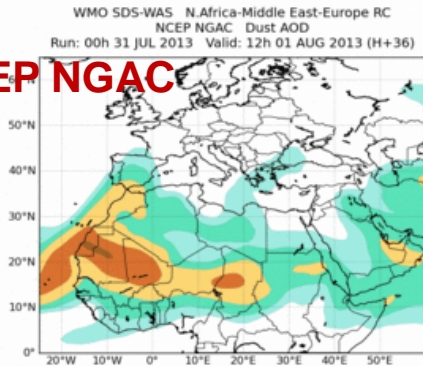 WMO SDS-WAS N.Africa-Middle East-Europe RC
NCEP NGAC Dust AOD
Run: 00h 31 JUL 2013 Valid: 12h 01 AUG 2013 (H+36)
EP NGAC
50°N
40°N
30°N
20°N
10°N
0°
20°W 10°W 0° 10°E 20°E 30°E 40°E 50°E